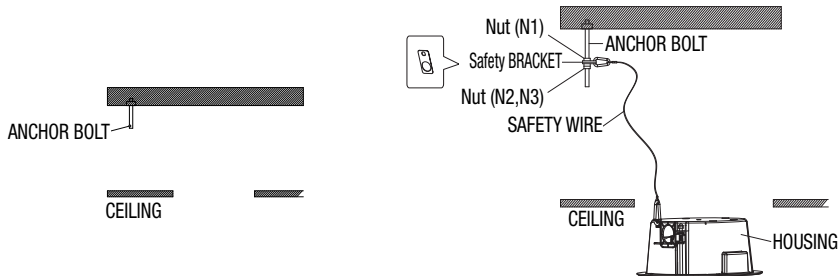 ANCHOR BOLT
CEILING
Nut (N1)
ANCHOR BOLT
Safety BRACKET
Nut (N2,N3)
SAFETY WIRE
CEILING
HOUSING